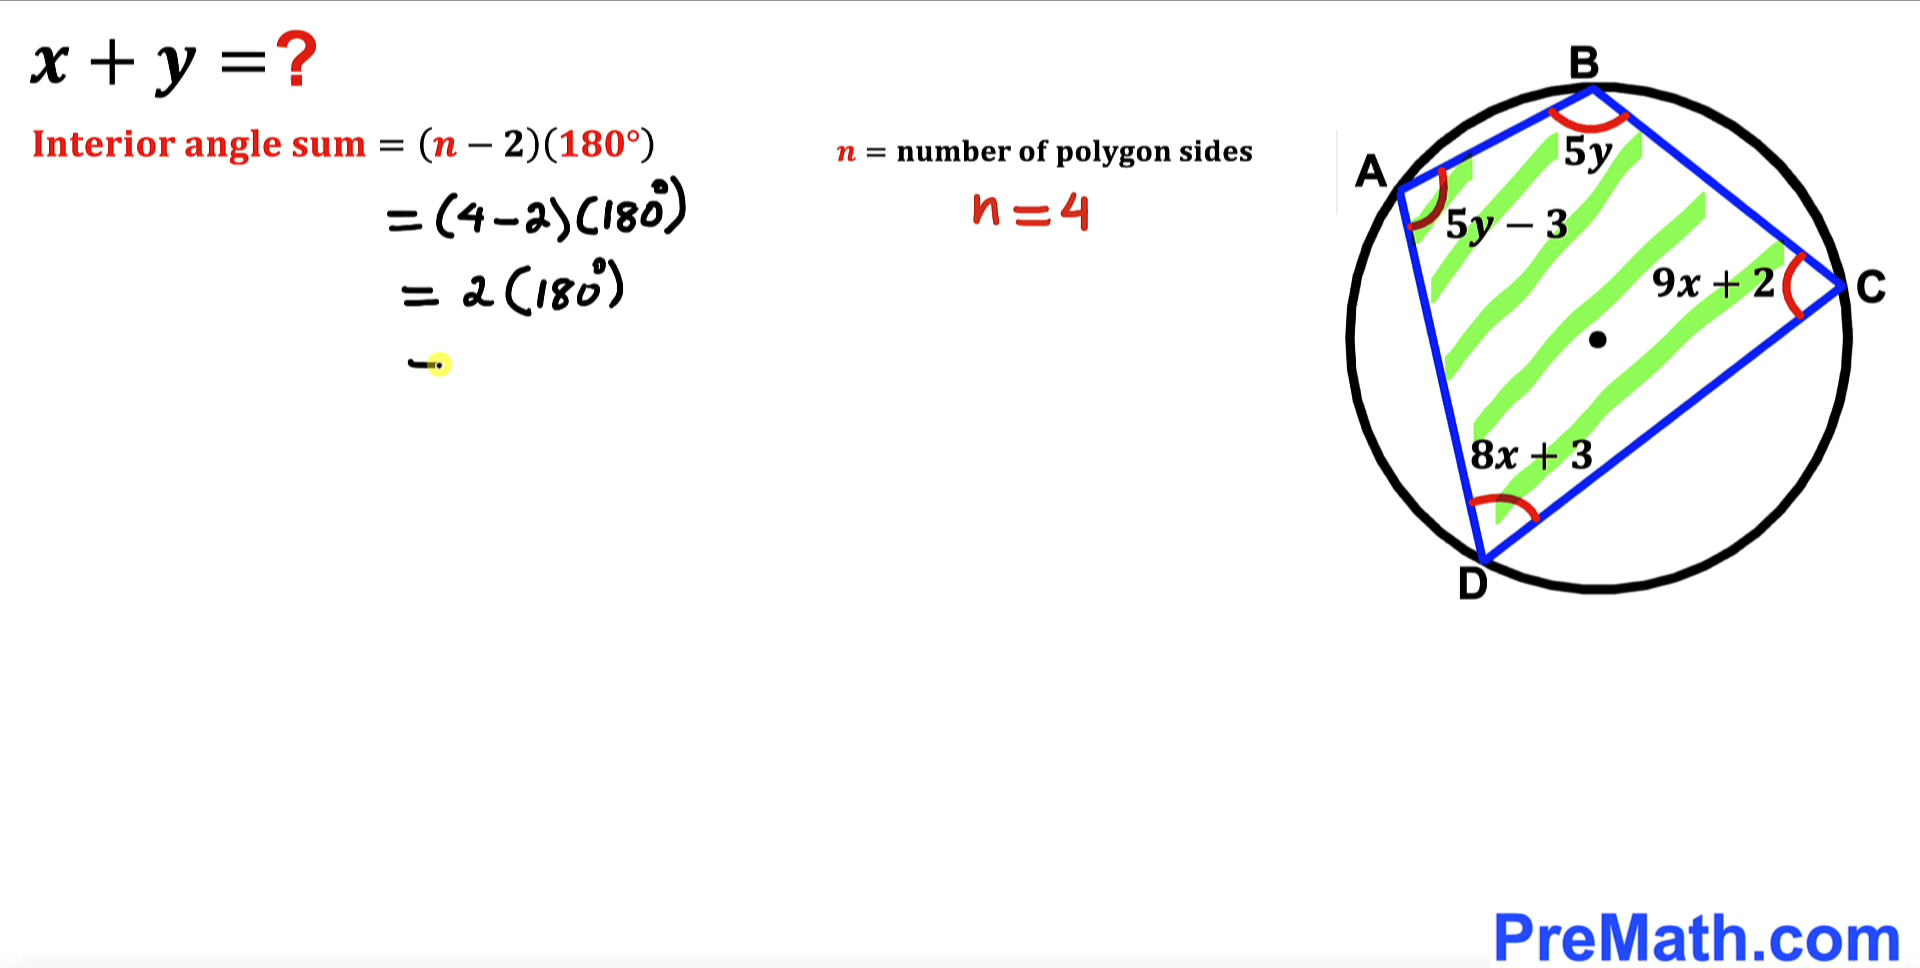 x + y = ?
Interior angle sum = (n − 2)(180°)
n = number of polygon sides
= (4−2)(180°)
n = 4
= 2(180°)
B
5y
A
5y − 3
9x + 2
C
8x + 3
D
PreMath.com